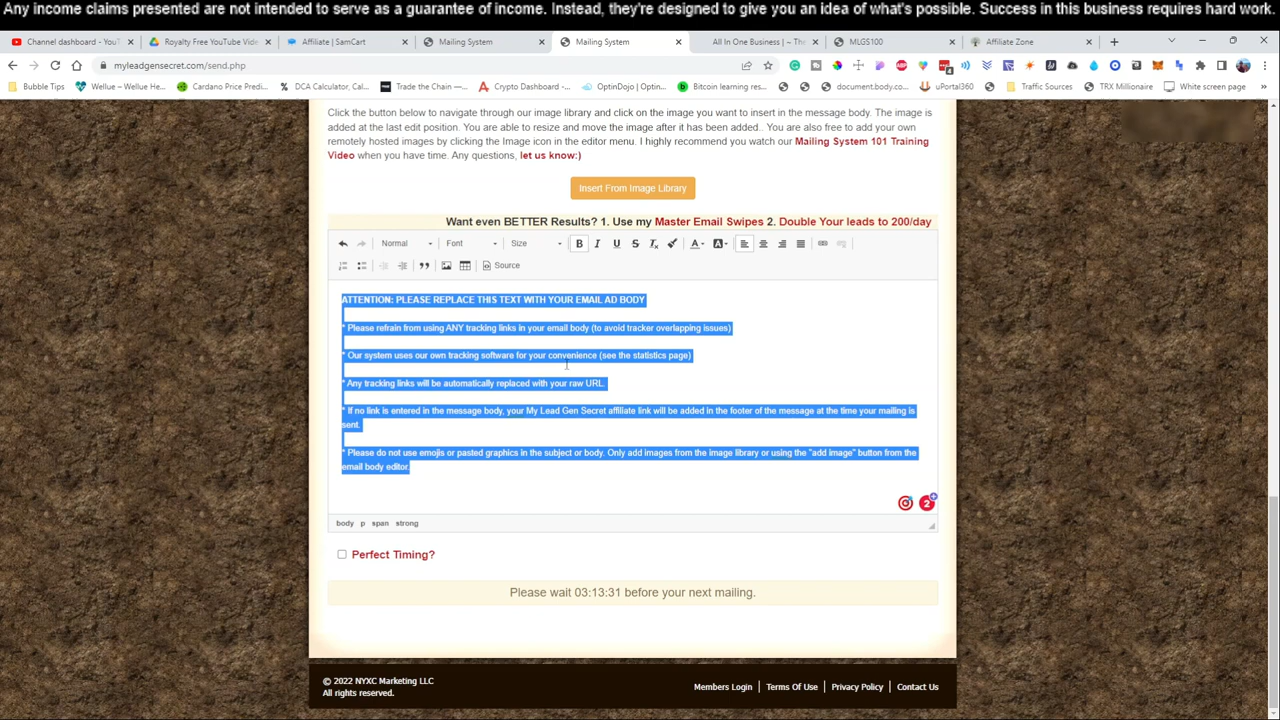 Any income claims presented are not intended to serve as a guarantee of income. Instead, they're designed to give you an idea of what's possible. Success in this business requires hard work.
Channel dashboard - YouT
Royalty Free YouTube Vide
Affiliate | SamCart
Mailing System
Mailing System
All In One Business | – The
MLGS100
Affiliate Zone
myleadgensecret.com/send.php
Bubble Tips
Wellue – Wellue He...
Cardano Price Predi...
DCA Calculator, Cal...
Trade the Chain —...
Crypto Dashboard -...
OptinDojo | Optin...
Bitcoin learning res...
document.body.co...
uPortal360
Traffic Sources
TRX Millionaire
White screen page
Click the button below to navigate through our image library and click on the image you want to insert in the message body. The image is
added at the last edit position. You are able to resize and move the image after it has been added.. You are also free to add your own
remotely hosted images by clicking the Image icon in the editor menu. I highly recommend you watch our Mailing System 101 Training
Video when you have time. Any questions, let us know:)
Insert From Image Library
Want even BETTER Results? 1. Use my Master Email Swipes 2. Double Your leads to 200/day
Normal Font Size B I U S Tx A A
Source
ATTENTION: PLEASE REPLACE THIS TEXT WITH YOUR EMAIL AD BODY
* Please refrain from using ANY tracking links in your email body (to avoid tracker overlapping issues)
* Our system uses our own tracking software for your convenience (see the statistics page)
* Any tracking links will be automatically replaced with your raw URL.
* If no link is entered in the message body, your My Lead Gen Secret affiliate link will be added in the footer of the message at the time your mailing is
sent.
* Please do not use emojis or pasted graphics in the subject or body. Only add images from the image library or using the "add image" button from the
email body editor.
2
body p span strong
Perfect Timing?
Please wait 03:13:31 before your next mailing.
© 2022 NYXC Marketing LLC
All rights reserved.
Members Login | Terms Of Use | Privacy Policy | Contact Us